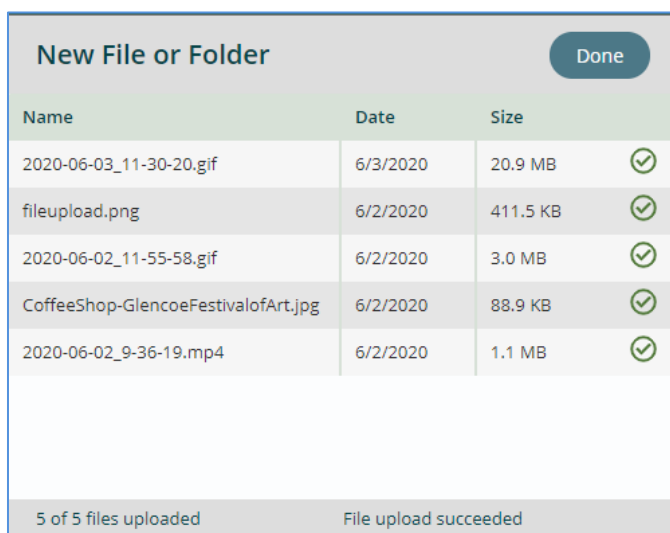 New File or Folder Done
Name Date Size
2020-06-03_11-30-20.gif 6/3/2020 20.9 MB
fileupload.png 6/2/2020 411.5 KB
2020-06-02_11-55-58.gif 6/2/2020 3.0 MB
CoffeeShop-GlencoeFestivalofArt.jpg 6/2/2020 88.9 KB
2020-06-02_9-36-19.mp4 6/2/2020 1.1 MB
5 of 5 files uploaded File upload succeeded